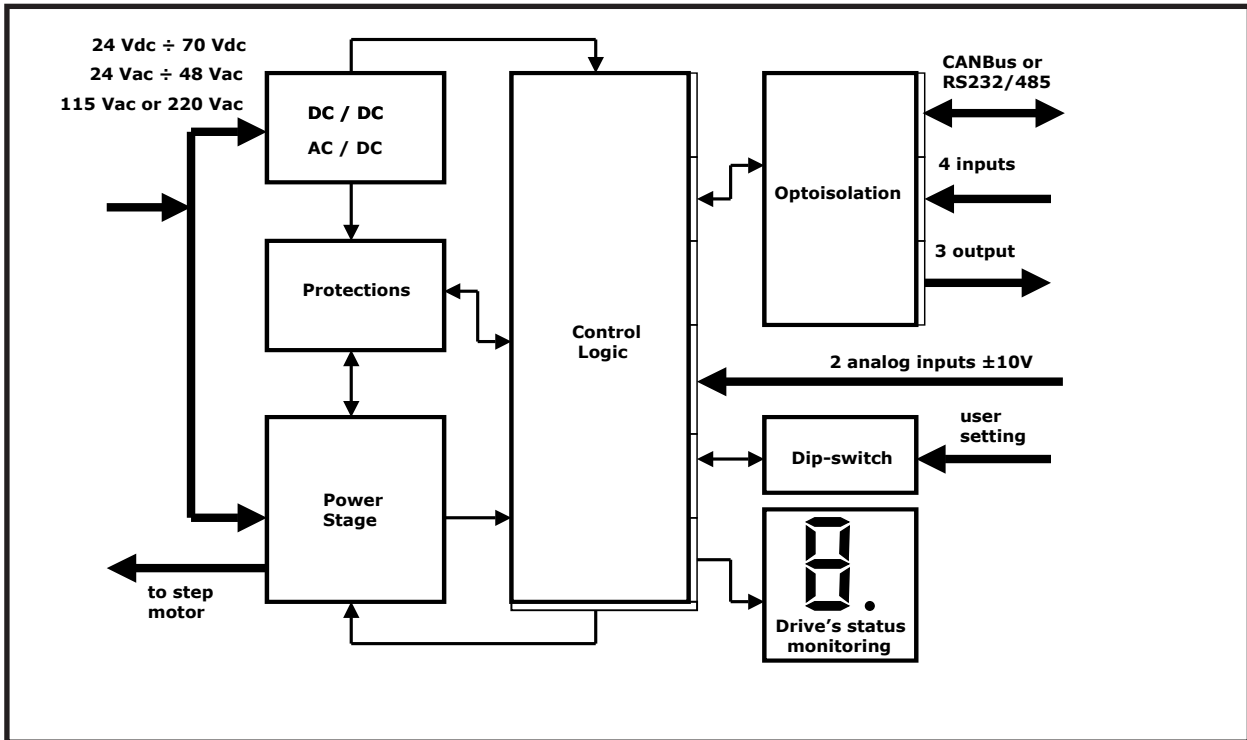 24 Vdc ÷ 70 Vdc
24 Vac ÷ 48 Vac
115 Vac or 220 Vac
DC / DC
AC / DC
Protections
Power
Stage
to step
motor
Control
Logic
Optoisolation
CANBus or
RS232/485
4 inputs
3 output
2 analog inputs ±10V
user
setting
Dip-switch
8.
Drive's status
monitoring